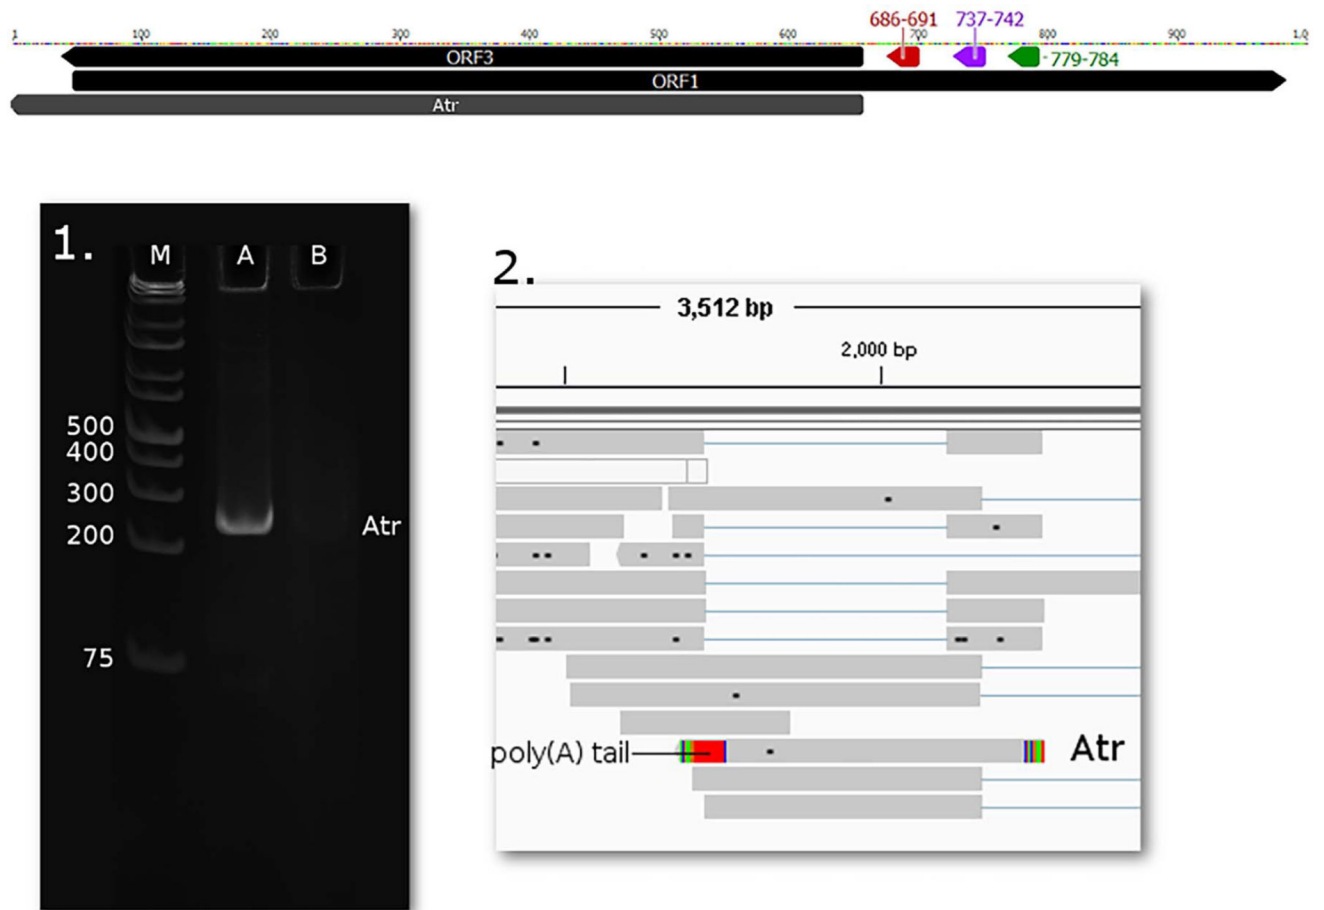 686-691 737-742
1 100 200 300 400 500 600 700 800 900 1.0
ORF3
779-784
ORF1
Atr
1.
M A B
500
400
300
200
Atr
75
2.
3,512 bp
2,000 bp
poly(A) tail
Atr